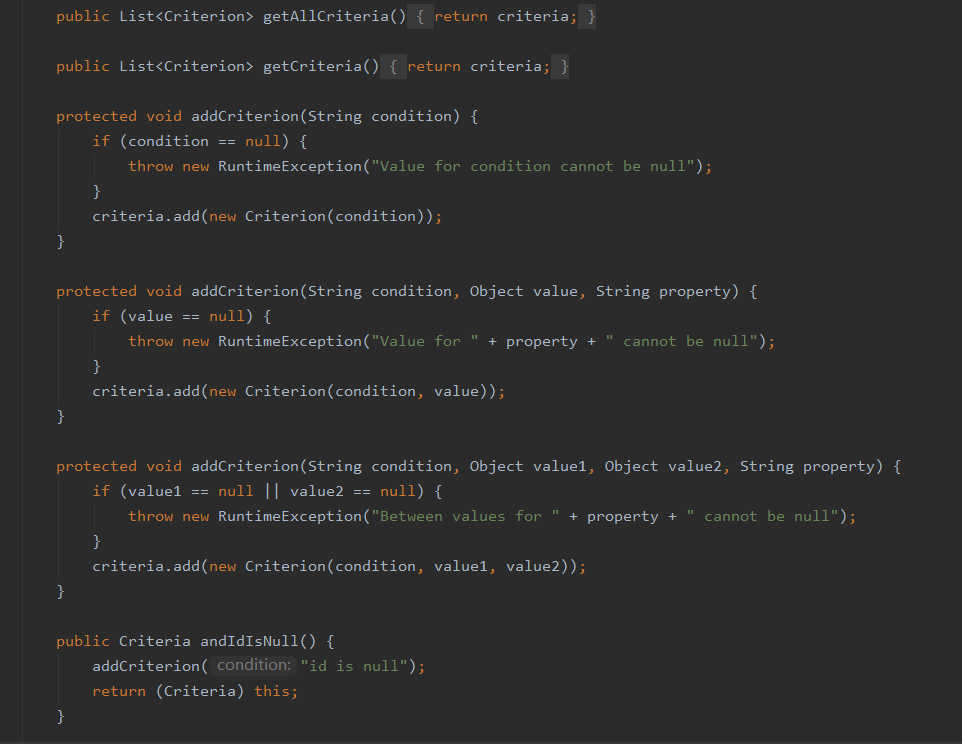 public List<Criterion> getAllCriteria() { return criteria; }
public List<Criterion> getCriteria() { return criteria; }
protected void addCriterion(String condition) {
if (condition == null) {
throw new RuntimeException("Value for condition cannot be null");
}
criteria.add(new Criterion(condition));
}
protected void addCriterion(String condition, Object value, String property) {
if (value == null) {
throw new RuntimeException("Value for " + property + " cannot be null");
}
criteria.add(new Criterion(condition, value));
}
protected void addCriterion(String condition, Object value1, Object value2, String property) {
if (value1 == null || value2 == null) {
throw new RuntimeException("Between values for " + property + " cannot be null");
}
criteria.add(new Criterion(condition, value1, value2));
}
public Criteria andIdIsNull() {
addCriterion( condition: "id is null");
return (Criteria) this;
}